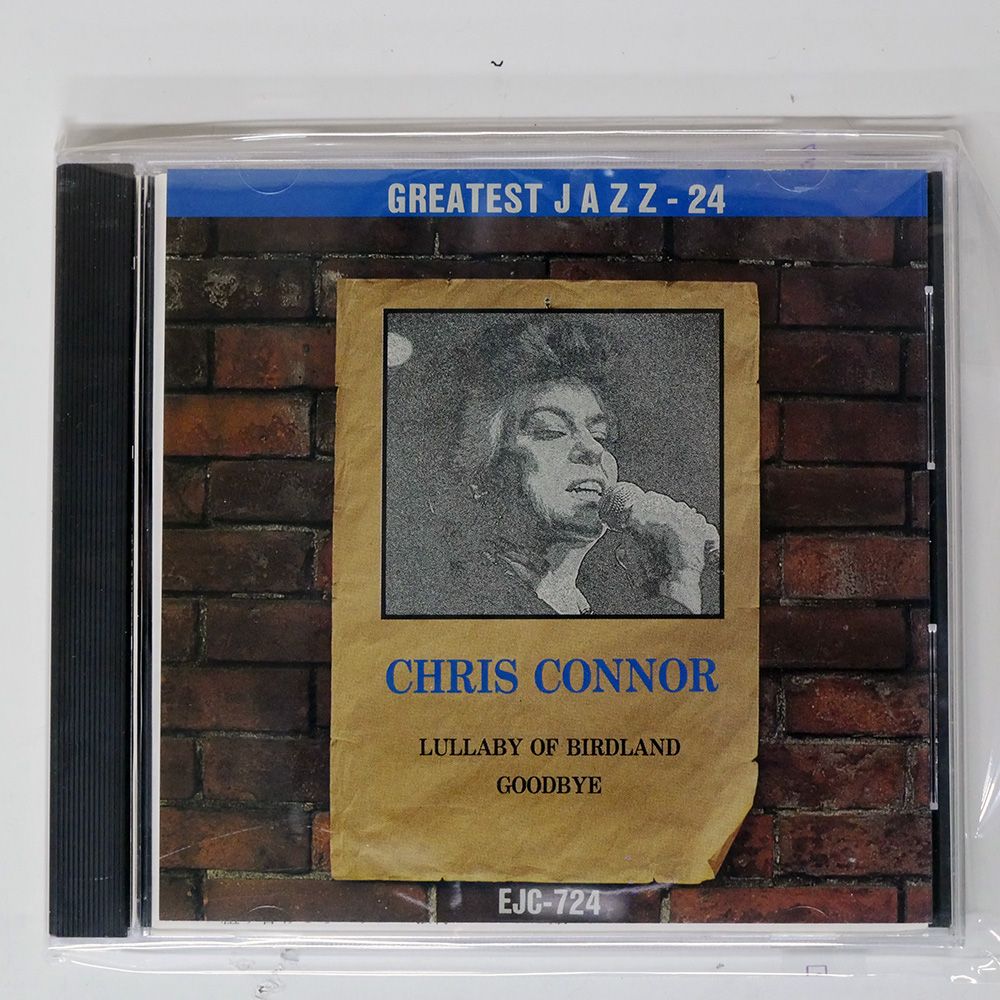 GREATEST JAZZ - 24
CHRIS CONNOR
LULLABY OF BIRDLAND
GOODBYE
EJC-724